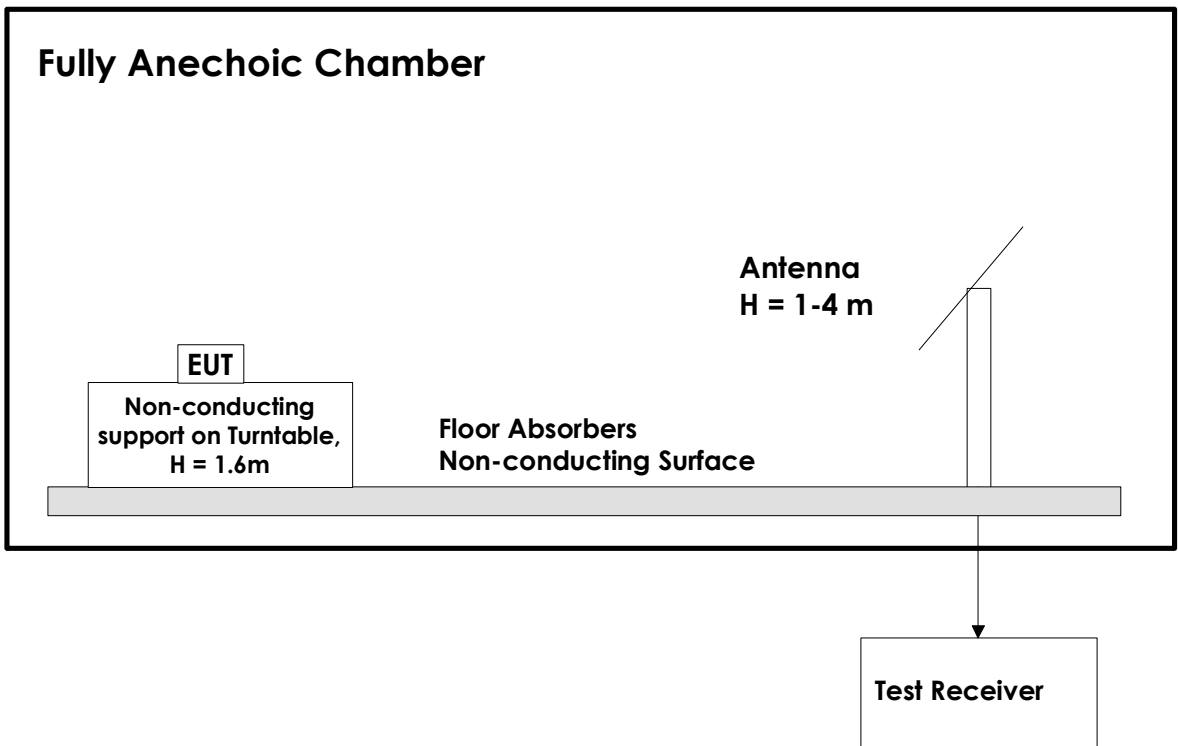 Fully Anechoic Chamber
Antenna
H = 1-4 m
EUT
Non-conducting
support on Turntable,
H = 1.6m
Floor Absorbers
Non-conducting Surface
Test Receiver